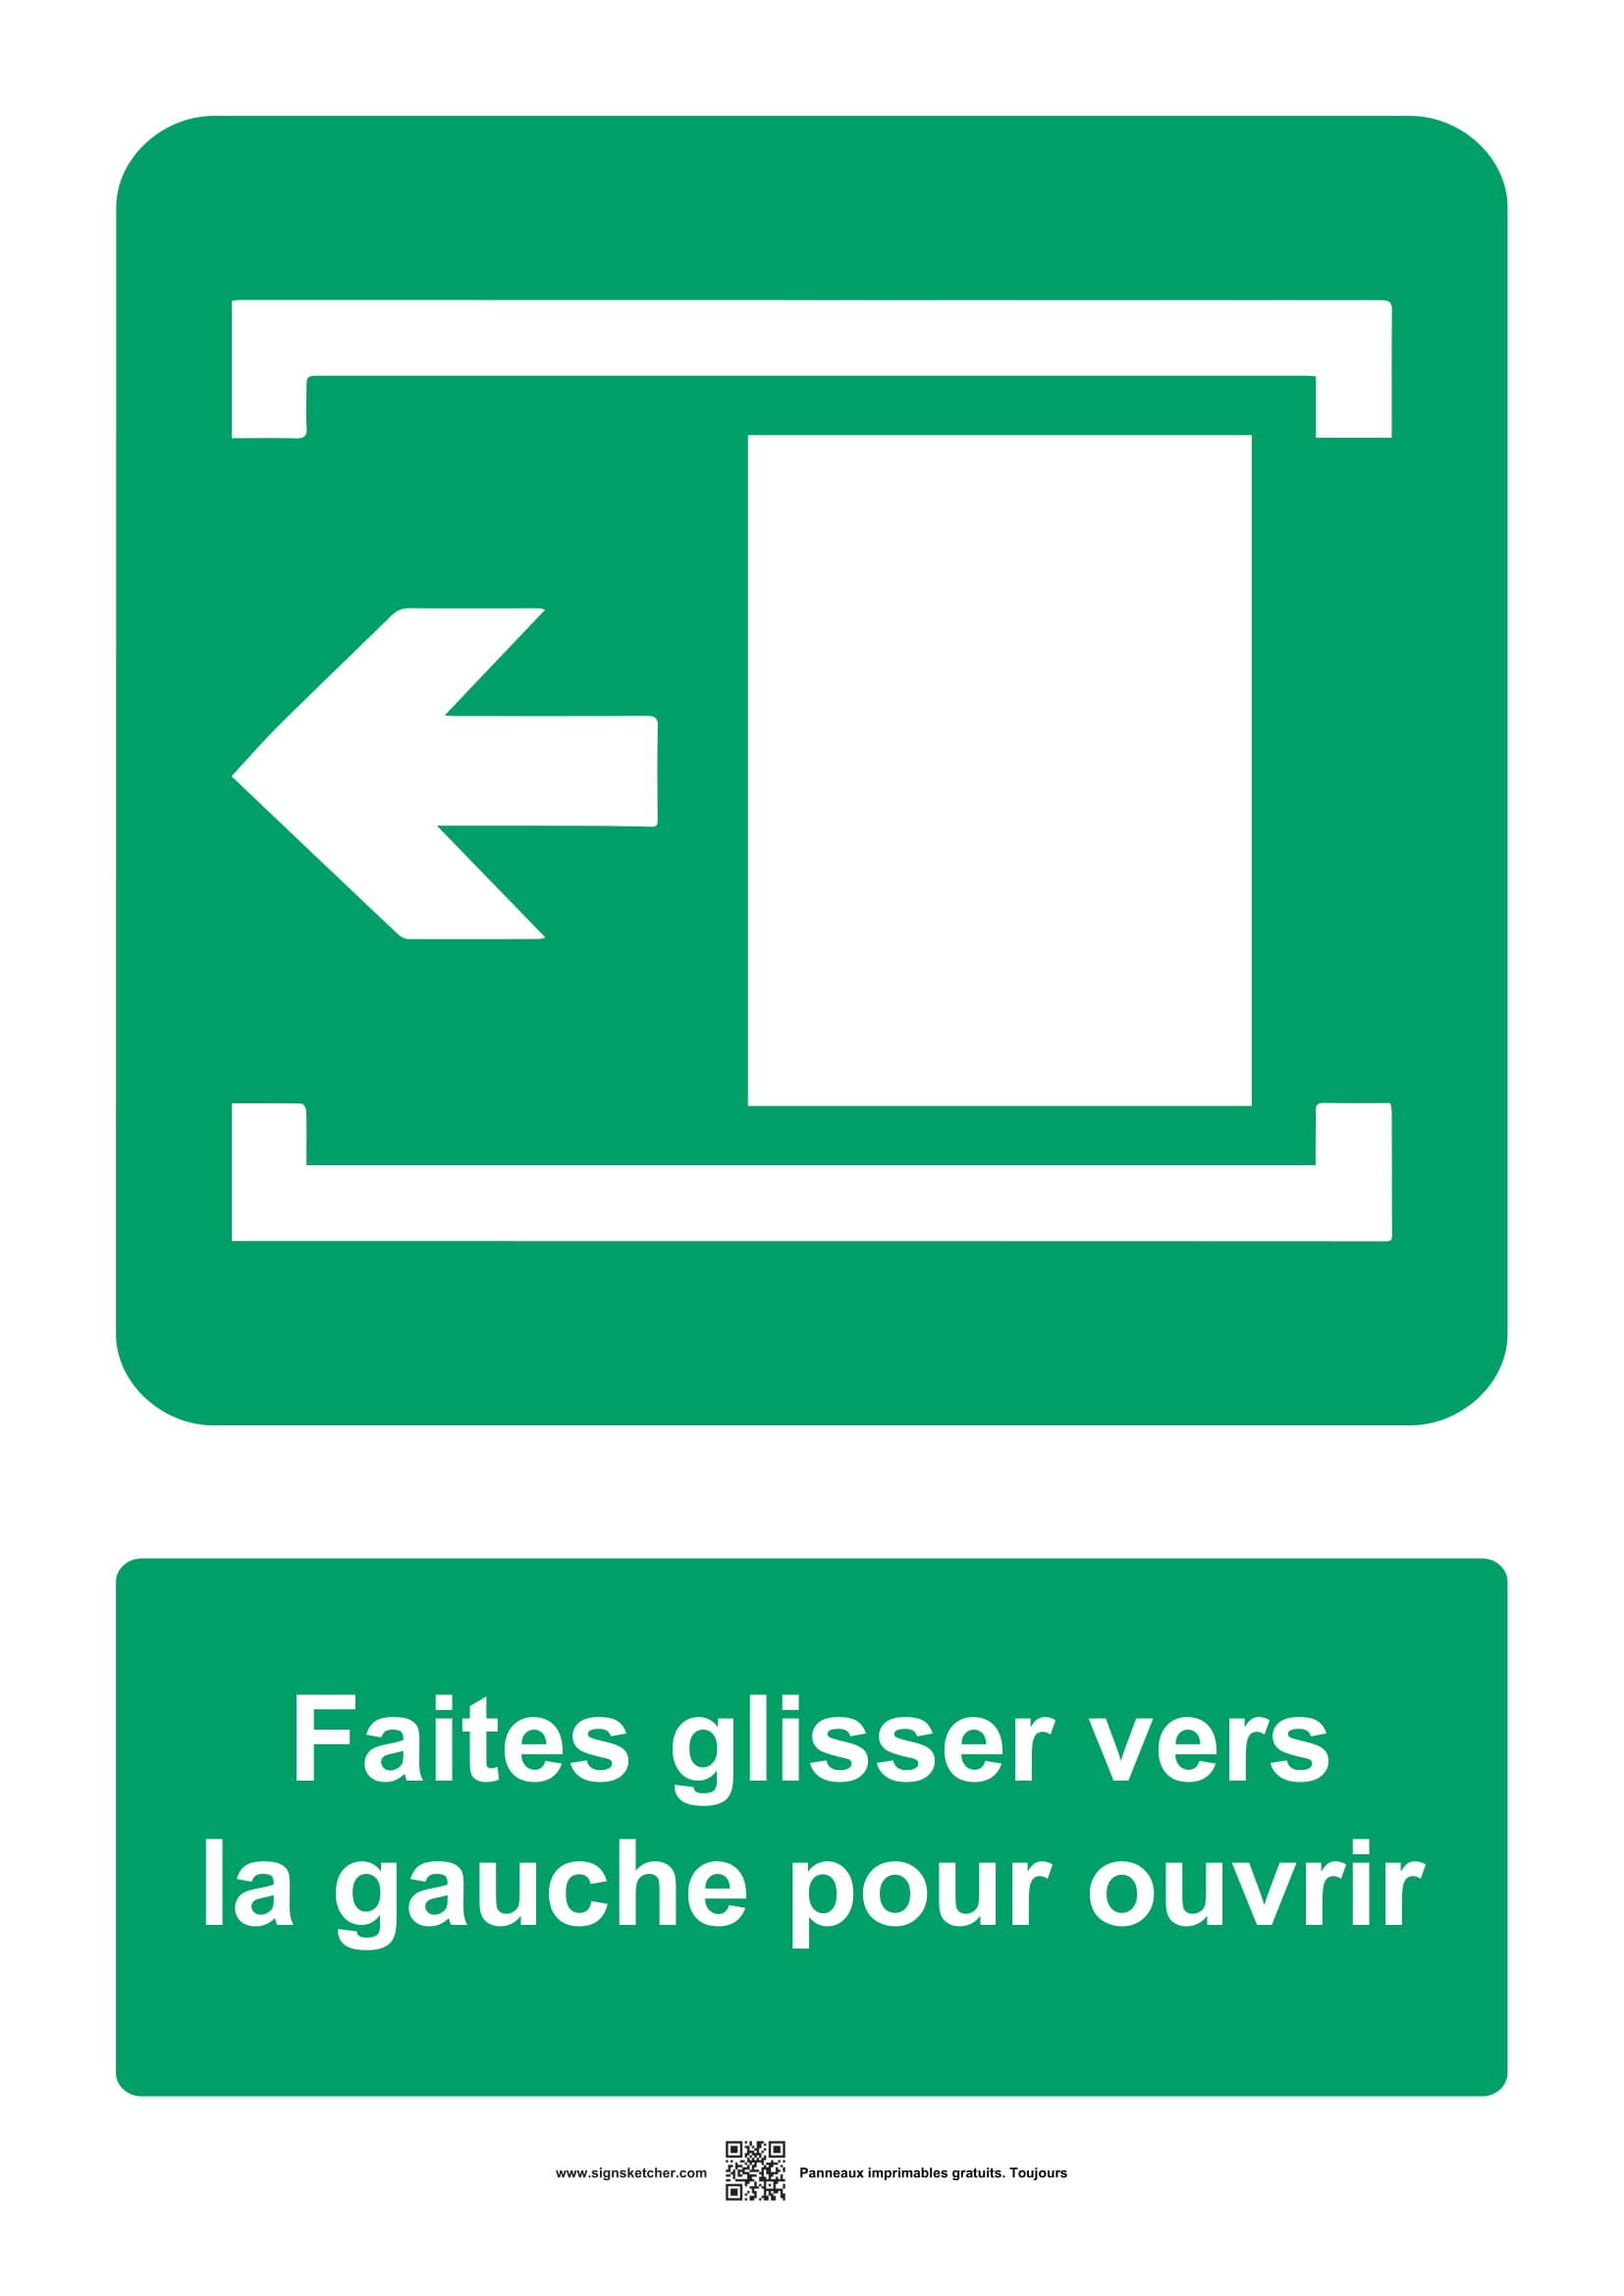 Faites glisser vers
la gauche pour ouvrir
www.signsketcher.com Panneaux imprimables gratuits. Toujours